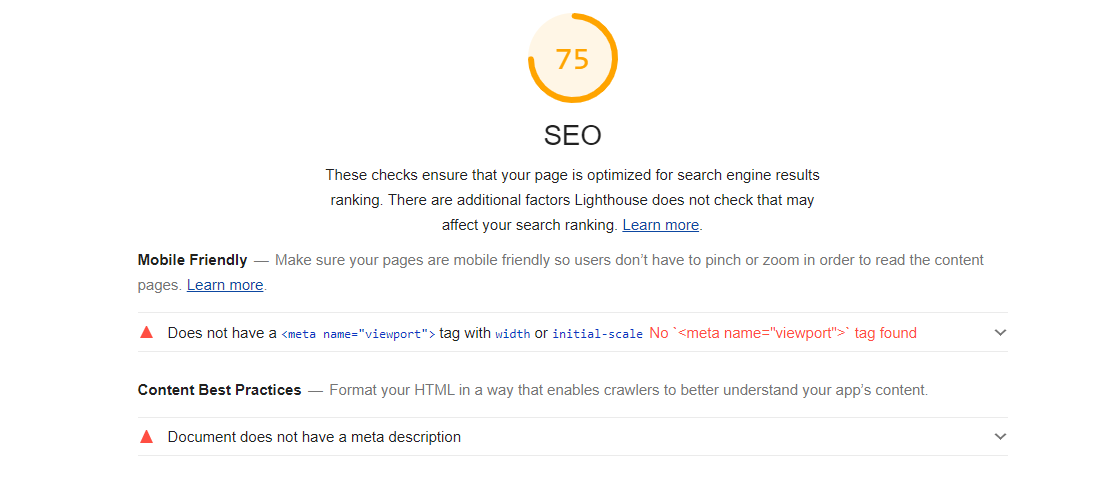 75
SEO
These checks ensure that your page is optimized for search engine results
ranking. There are additional factors Lighthouse does not check that may
affect your search ranking. Learn more.
Mobile Friendly — Make sure your pages are mobile friendly so users don’t have to pinch or zoom in order to read the content
pages. Learn more.
Does not have a <meta name="viewport"> tag with width or initial-scale No `<meta name="viewport">` tag found
Content Best Practices — Format your HTML in a way that enables crawlers to better understand your app’s content.
Document does not have a meta description